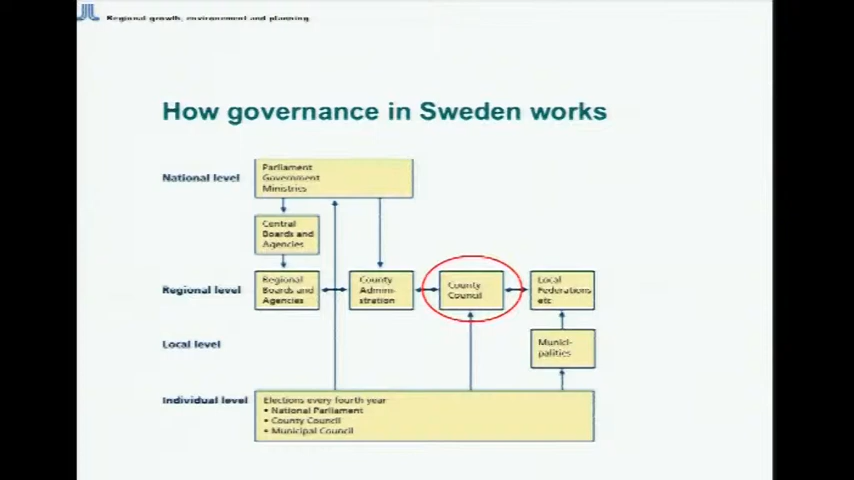 Regional growth, environement and planning
How governance in Sweden works
National level
Parliament
Government
Ministries
Central
Boards and
Agencies
Regional level
Regional
Boards and
Agencies
County
Admini-
stration
County
Council
Local
Federations
etc
Local level
Munici-
palities
Individual level
Elections every fourth year
• National Parliament
• County Council
• Municipal Council